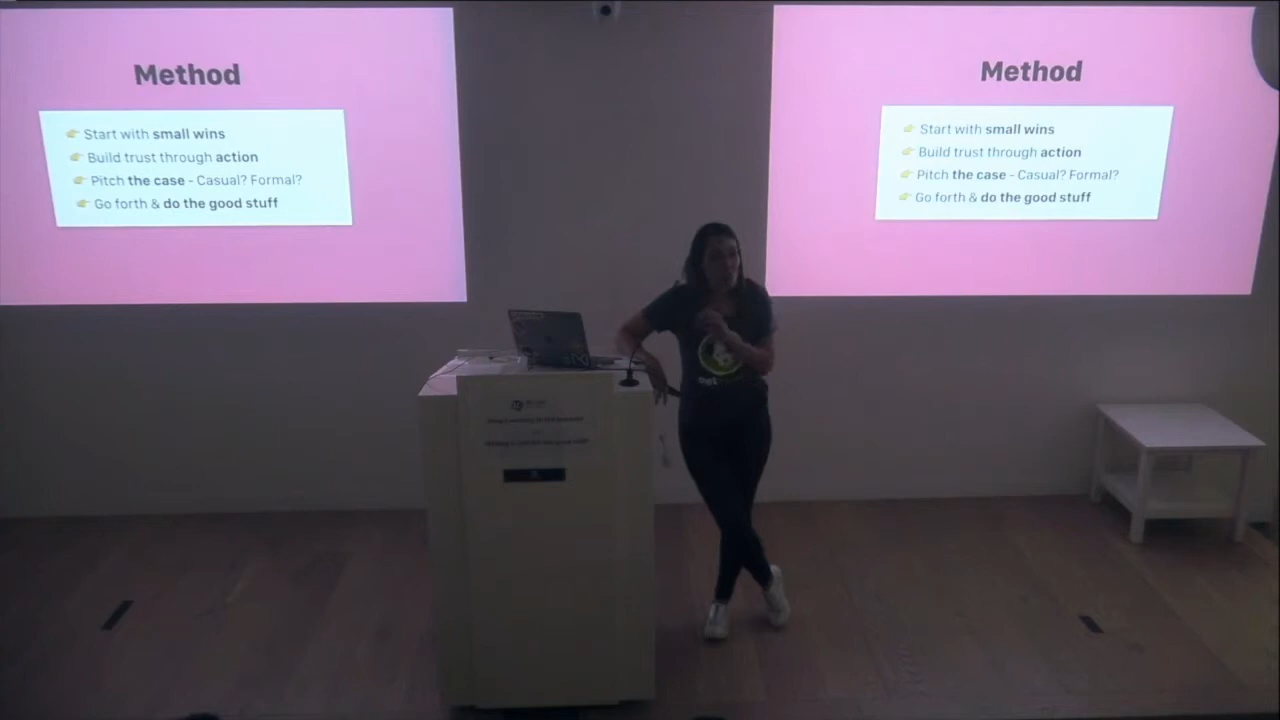 Method
👉 Start with small wins
👉 Build trust through action
👉 Pitch the case - Casual? Formal?
👉 Go forth & do the good stuff
Method
👉 Start with small wins
👉 Build trust through action
👉 Pitch the case - Casual? Formal?
👉 Go forth & do the good stuff